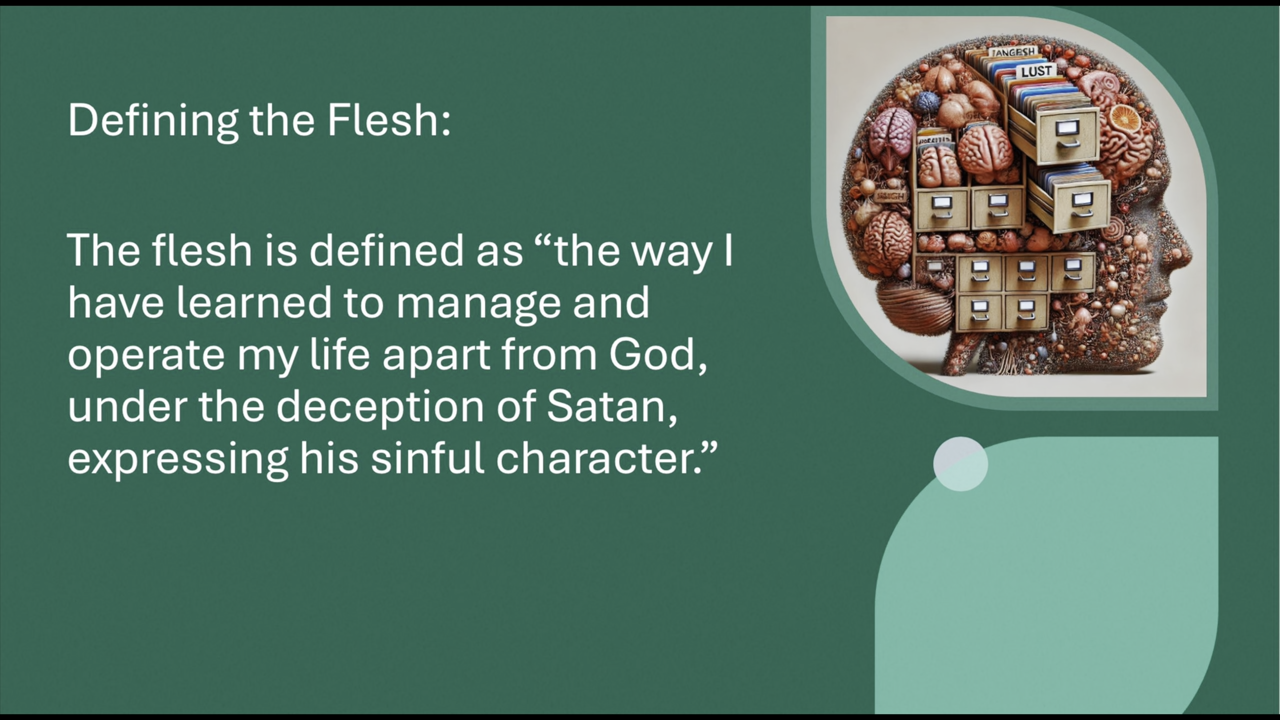 Defining the Flesh:
The flesh is defined as “the way I
have learned to manage and
operate my life apart from God,
under the deception of Satan,
expressing his sinful character.”
TANGESH
LUST